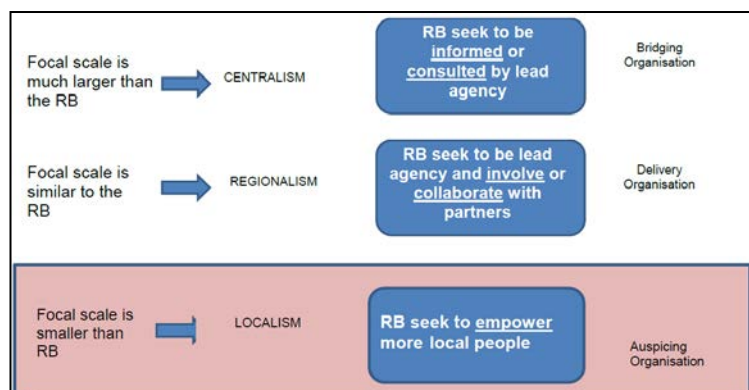 Focal scale is
much larger than
the RB
CENTRALISM
RB seek to be
informed or
consulted by lead
agency
Bridging
Organisation
Focal scale is
similar to the
RB
REGIONALISM
RB seek to be lead
agency and involve or
collaborate with
partners
Delivery
Organisation
Focal scale is
smaller than
RB
LOCALISM
RB seek to empower
more local people
Auspicing
Organisation